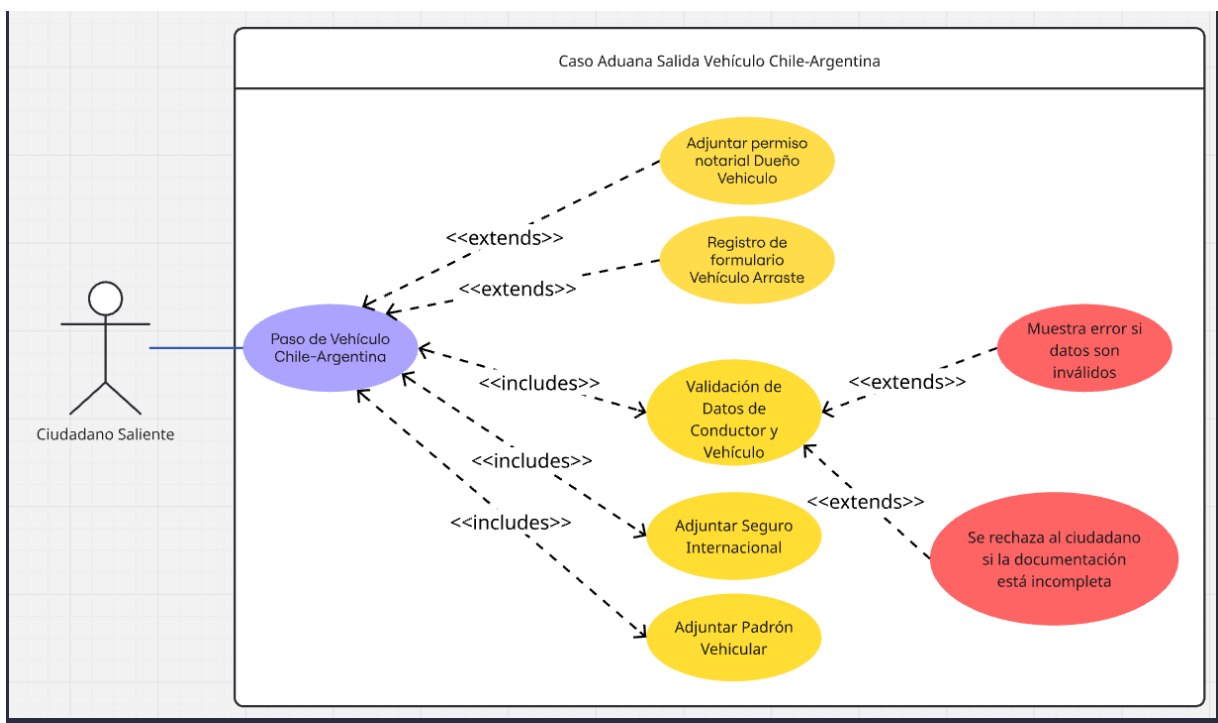 Caso Aduana Salida Vehículo Chile-Argentina
Adjuntar permiso
notarial Dueño
Vehiculo
<<extends>>
Registro de
formulario
Vehículo Arraste
<<extends>>
Paso de Vehículo
Chile-Argentina
Ciudadano Saliente
<<includes>>
Validación de
Datos de
Conductor y
Vehículo
<<extends>>
Muestra error si
datos son
inválidos
<<includes>>
Adjuntar Seguro
Internacional
<<extends>>
Se rechaza al ciudadano
si la documentación
está incompleta
<<includes>>
Adjuntar Padrón
Vehicular